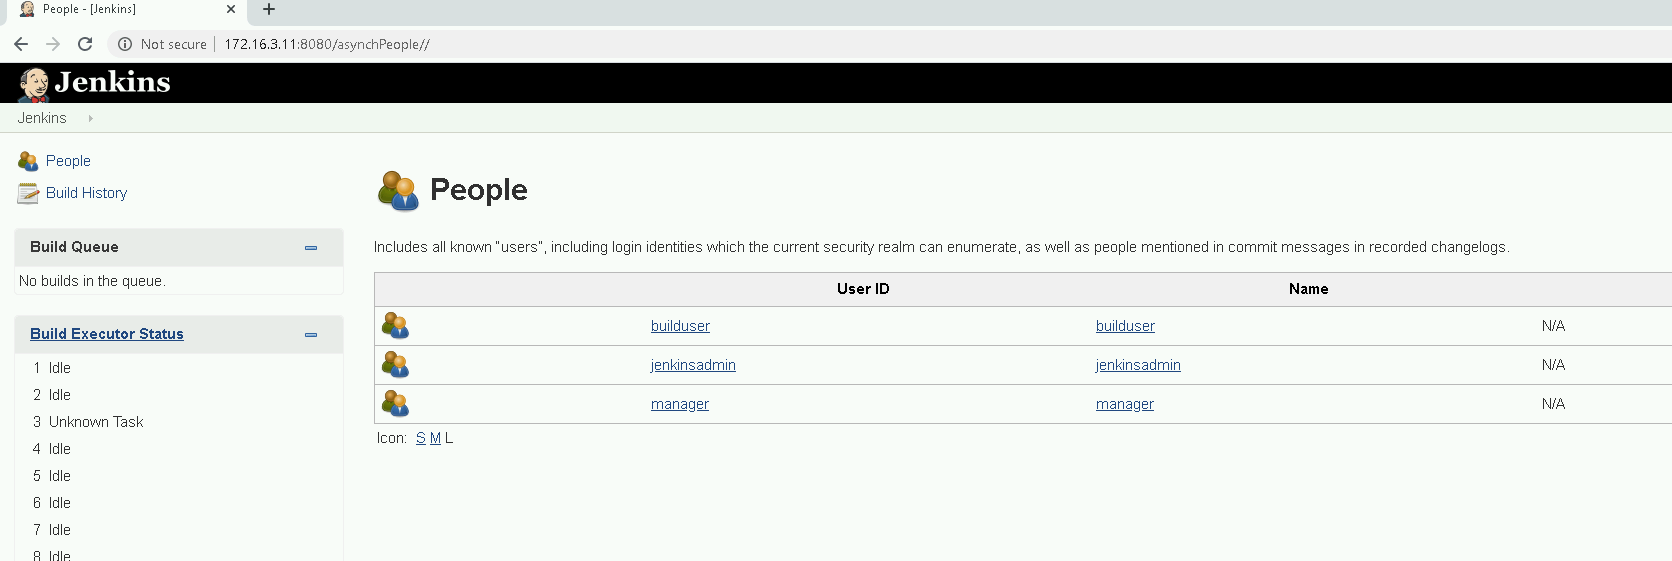 People - [Jenkins]
Not secure | 172.16.3.11:8080/asynchPeople//
Jenkins
Jenkins
People
Build History
Build Queue
No builds in the queue.
Build Executor Status
1 Idle
2 Idle
3 Unknown Task
4 Idle
5 Idle
6 Idle
7 Idle
8 Idle
People
Includes all known “users”, including login identities which the current security realm can enumerate, as well as people mentioned in commit messages in recorded changelogs.
User ID Name
builduser builduser N/A
jenkinsadmin jenkinsadmin N/A
manager manager N/A
Icon: S M L